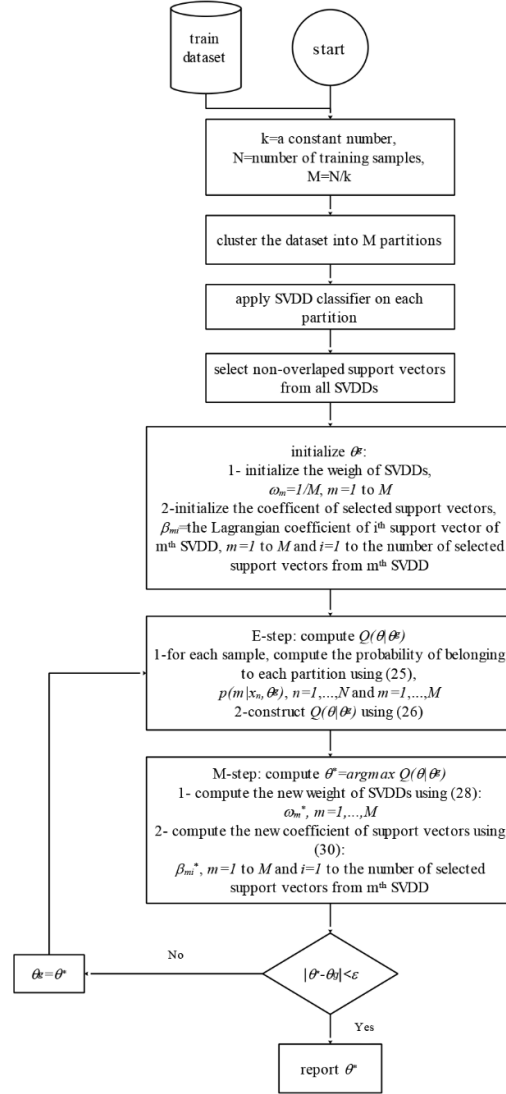 train
dataset
start
k=a constant number,
N=number of training samples,
M=N/k
cluster the dataset into M partitions
apply SVDD classifier on each
partition
select non-overlaped support vectors
from all SVDDs
initialize θᵍ:
1- initialize the weigh of SVDDs,
ωₘ=1/M, m=1 to M
2-initialize the coefficent of selected support vectors,
βₘᵢ=the Lagrangian coefficient of iᵗʰ support vector of
mᵗʰ SVDD, m=1 to M and i=1 to the number of selected
support vectors from mᵗʰ SVDD
E-step: compute Q(θ|θᵍ)
1-for each sample, compute the probability of belonging
to each partition using (25),
p(m|xₙ,θᵍ), n=1,...,N and m=1,...,M
2-construct Q(θ|θᵍ) using (26)
M-step: compute θ*=argmax Q(θ|θᵍ)
1- compute the new weight of SVDDs using (28):
ωₘ*, m=1,...,M
2- compute the new coefficient of support vectors using
(30):
βₘᵢ*, m=1 to M and i=1 to the number of selected
support vectors from mᵗʰ SVDD
No
θᵍ=θ*
|θ*-θg|<ε
Yes
report θ*